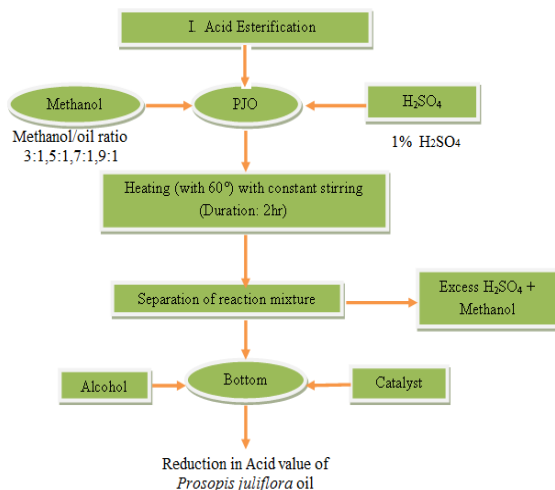 I. Acid Esterification
Methanol
PJO
H₂SO₄
Methanol/oil ratio
3:1,5:1,7:1,9:1
1% H₂SO₄
Heating (with 60°) with constant stirring
(Duration: 2hr)
Separation of reaction mixture
Excess H₂SO₄ +
Methanol
Alcohol
Bottom
Catalyst
Reduction in Acid value of
Prosopis juliflora oil